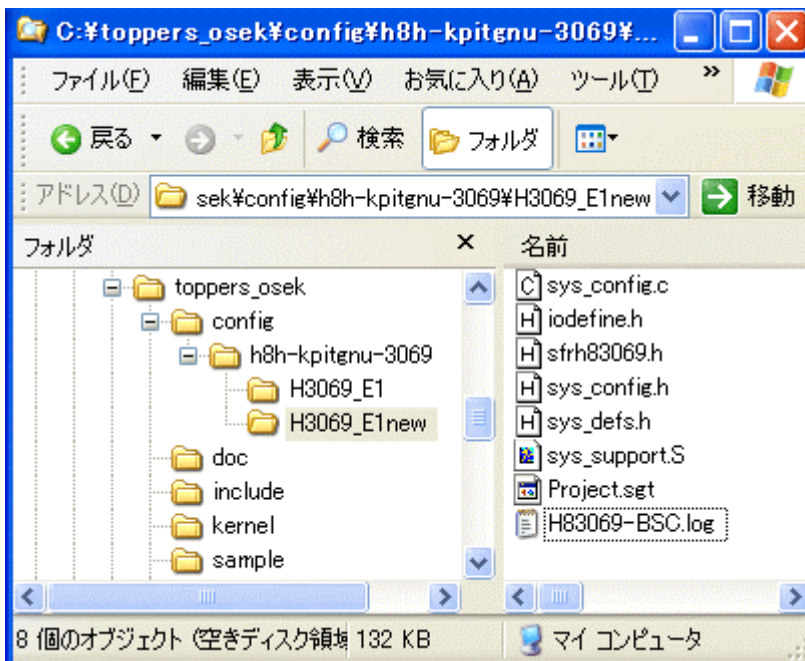 C:¥toppers_osek¥config¥h8h-kpitgnu-3069¥...
ファイル(F) 編集(E) 表示(V) お気に入り(A) ツール(T) »
戻る 検索 フォルダ
アドレス(D) sek¥config¥h8h-kpitgnu-3069¥H3069_E1new 移動
フォルダ
toppers_osek
config
h8h-kpitgnu-3069
H3069_E1
H3069_E1new
doc
include
kernel
sample
名前
sys_config.c
iodefine.h
sfrh83069.h
sys_config.h
sys_defs.h
sys_support.S
Project.sgt
H83069-BSC.log
8 個のオブジェクト (空きディスク領域 132 KB マイ コンピュータ